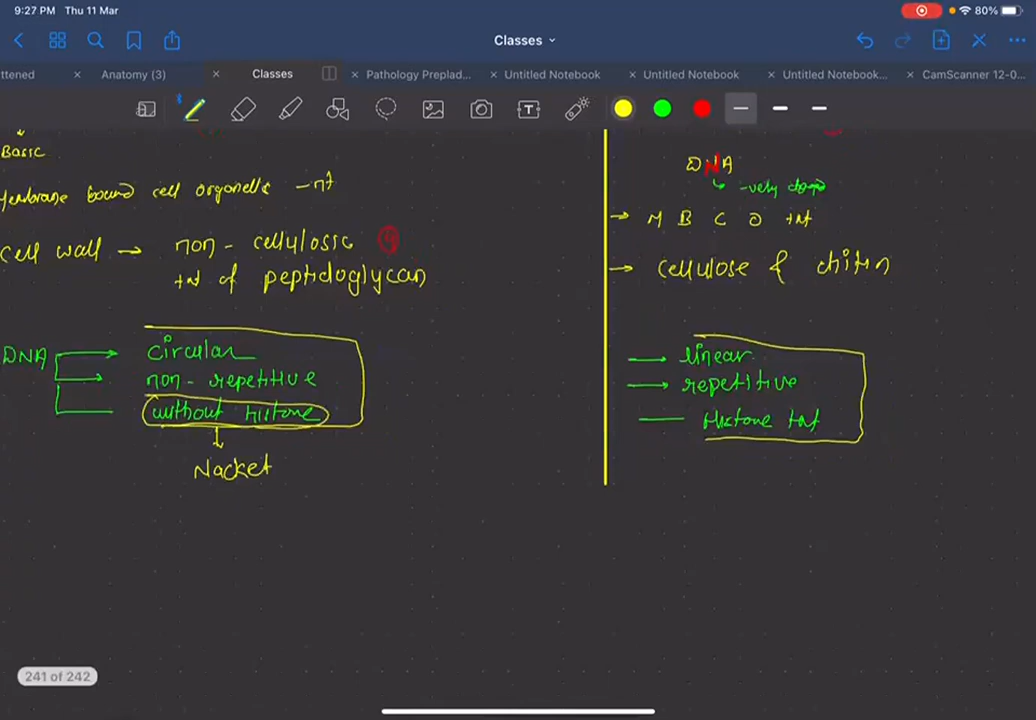 9:27 PM Thu 11 Mar
80%
Classes
ttened
Anatomy (3)
Classes
Pathology Preplad...
Untitled Notebook
Untitled Notebook
Untitled Notebook...
CamScanner 12-0...
Basic
Membrane bound cell organelle - nt
cell wall → non - cellulosic
+nt of peptidoglycan
DNA → circular
→ non - repetitive
without Histone
Nacket
DNA
-very
→ M B C O +nt
→ cellulose & chitin
→ linear
→ repetitive
Histone +nt
241 of 242